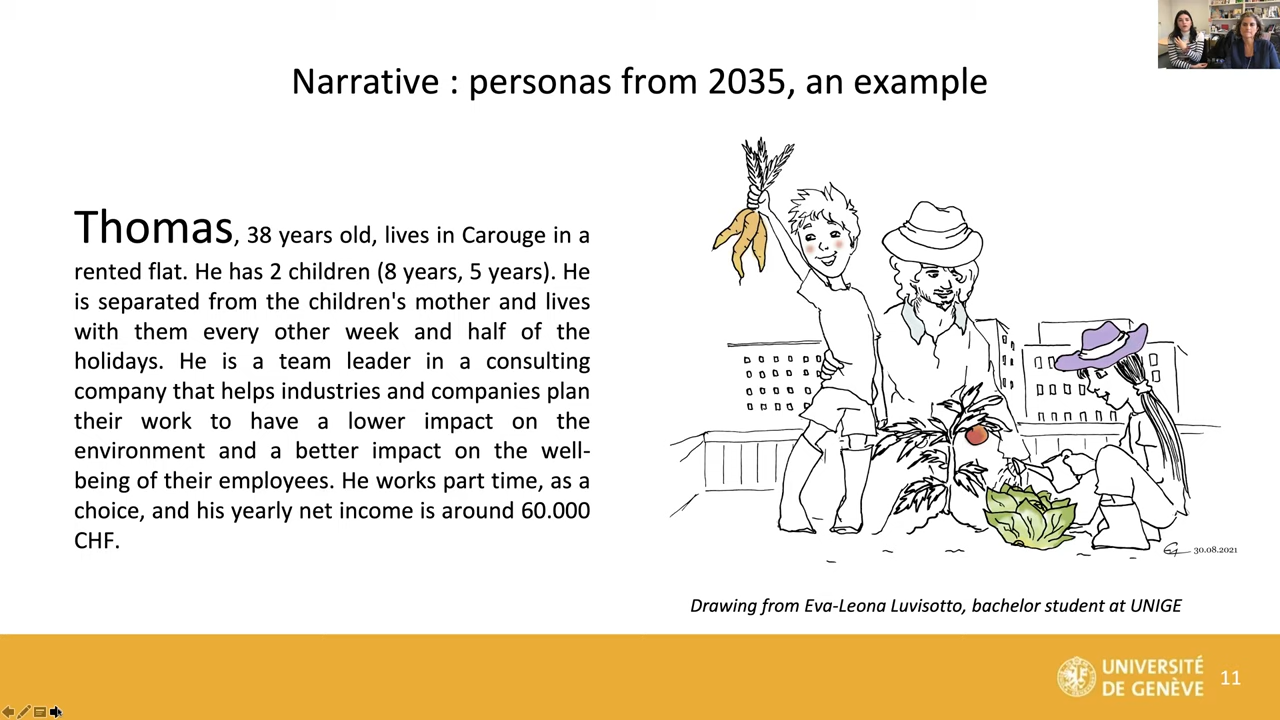 Narrative : personas from 2035, an example
Thomas, 38 years old, lives in Carouge in a
rented flat. He has 2 children (8 years, 5 years). He
is separated from the children's mother and lives
with them every other week and half of the
holidays. He is a team leader in a consulting
company that helps industries and companies plan
their work to have a lower impact on the
environment and a better impact on the well-
being of their employees. He works part time, as a
choice, and his yearly net income is around 60.000
CHF.
30.08.2021
Drawing from Eva-Leona Luvisotto, bachelor student at UNIGE
UNIVERSITÉ
DE GENÈVE
11